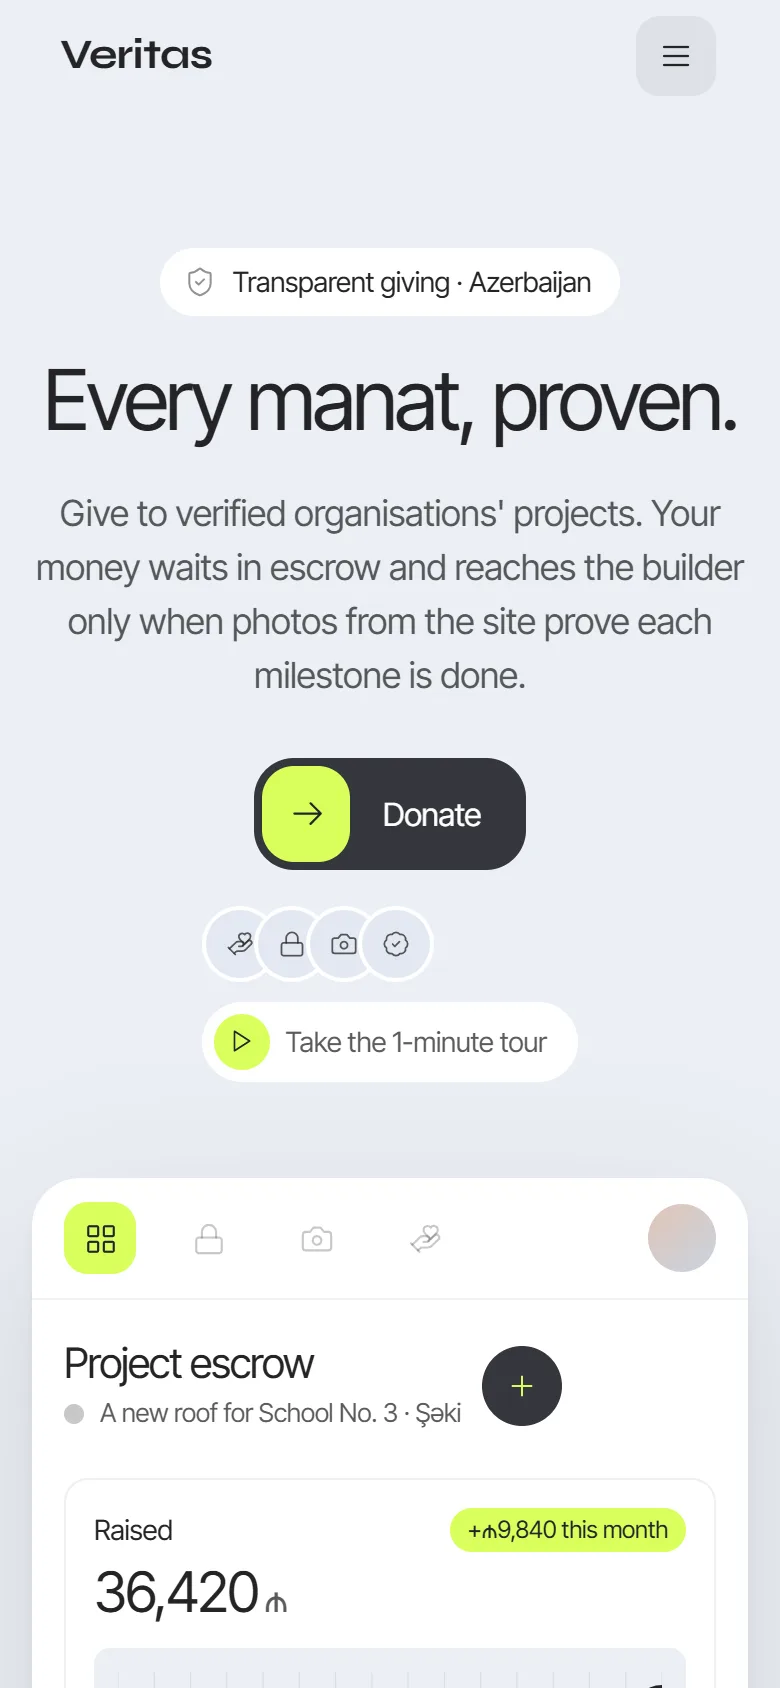 Veritas
Transparent giving · Azerbaijan
Every manat, proven.
Give to verified organisations' projects. Your
money waits in escrow and reaches the builder
only when photos from the site prove each
milestone is done.
Donate
Take the 1-minute tour
Project escrow
A new roof for School No. 3 · Şəki
Raised
+₼9,840 this month
36,420 ₼